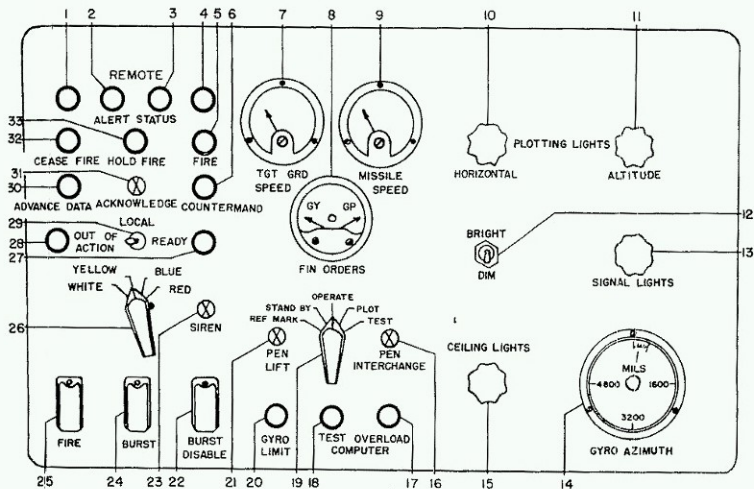 1 2 3 4 5 6 7 8 9 10 11
REMOTE
ALERT STATUS
33
32
CEASE FIRE HOLD FIRE FIRE
31
30
ADVANCE DATA ACKNOWLEDGE COUNTERMAND
TGT GRD SPEED
MISSILE SPEED
PLOTTING LIGHTS
HORIZONTAL ALTITUDE
29
28
27
LOCAL
OUT OF ACTION READY
GY GP
FIN ORDERS
12
BRIGHT
DIM
13
SIGNAL LIGHTS
YELLOW BLUE
WHITE RED
26
SIREN
OPERATE
STAND BY PLOT
REF MARK TEST
PEN LIFT
PEN INTERCHANGE
CEILING LIGHTS
MILS
4800 1600
3200
GYRO AZIMUTH
FIRE BURST BURST DISABLE
GYRO LIMIT
TEST OVERLOAD
COMPUTER
25 24 23 22 21 20 19 18 17 16 15 14